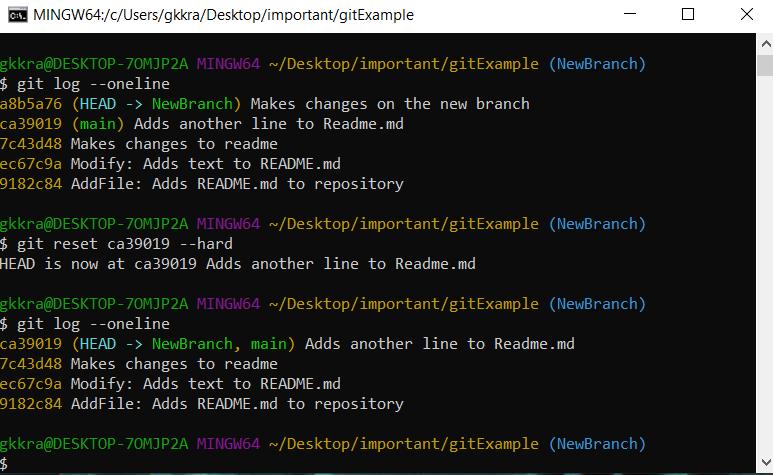 MINGW64:/c/Users/gkkra/Desktop/important/gitExample
gkkra@DESKTOP-7OMJP2A MINGW64 ~/Desktop/important/gitExample (NewBranch)
$ git log --oneline
a8b5a76 (HEAD -> NewBranch) Makes changes on the new branch
ca39019 (main) Adds another line to Readme.md
7c43d48 Makes changes to readme
ec67c9a Modify: Adds text to README.md
9182c84 AddFile: Adds README.md to repository
gkkra@DESKTOP-7OMJP2A MINGW64 ~/Desktop/important/gitExample (NewBranch)
$ git reset ca39019 --hard
HEAD is now at ca39019 Adds another line to Readme.md
gkkra@DESKTOP-7OMJP2A MINGW64 ~/Desktop/important/gitExample (NewBranch)
$ git log --oneline
ca39019 (HEAD -> NewBranch, main) Adds another line to Readme.md
7c43d48 Makes changes to readme
ec67c9a Modify: Adds text to README.md
9182c84 AddFile: Adds README.md to repository
gkkra@DESKTOP-7OMJP2A MINGW64 ~/Desktop/important/gitExample (NewBranch)
$